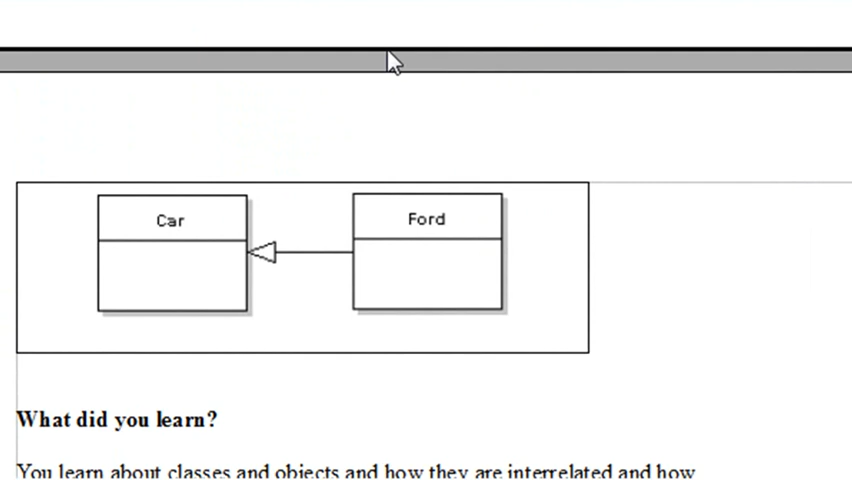 Car
Ford
What did you learn?
You learn about classes and objects and how they are interrelated and how